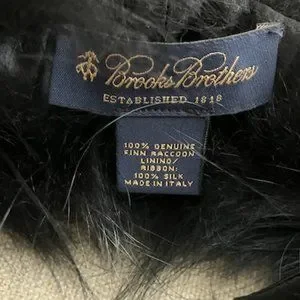 Brooks Brothers
ESTABLISHED 1818
100% GENUINE
FINN RACCOON
LINING/
RIBBON:
100% SILK
MADE IN ITALY